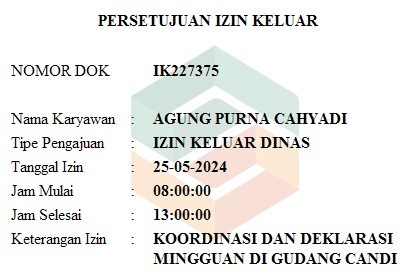 PERSETUJUAN IZIN KELUAR
NOMOR DOK IK227375
Nama Karyawan : AGUNG PURNA CAHYADI
Tipe Pengajuan : IZIN KELUAR DINAS
Tanggal Izin : 25-05-2024
Jam Mulai : 08:00:00
Jam Selesai : 13:00:00
Keterangan Izin : KOORDINASI DAN DEKLARASI
MINGGUAN DI GUDANG CANDI